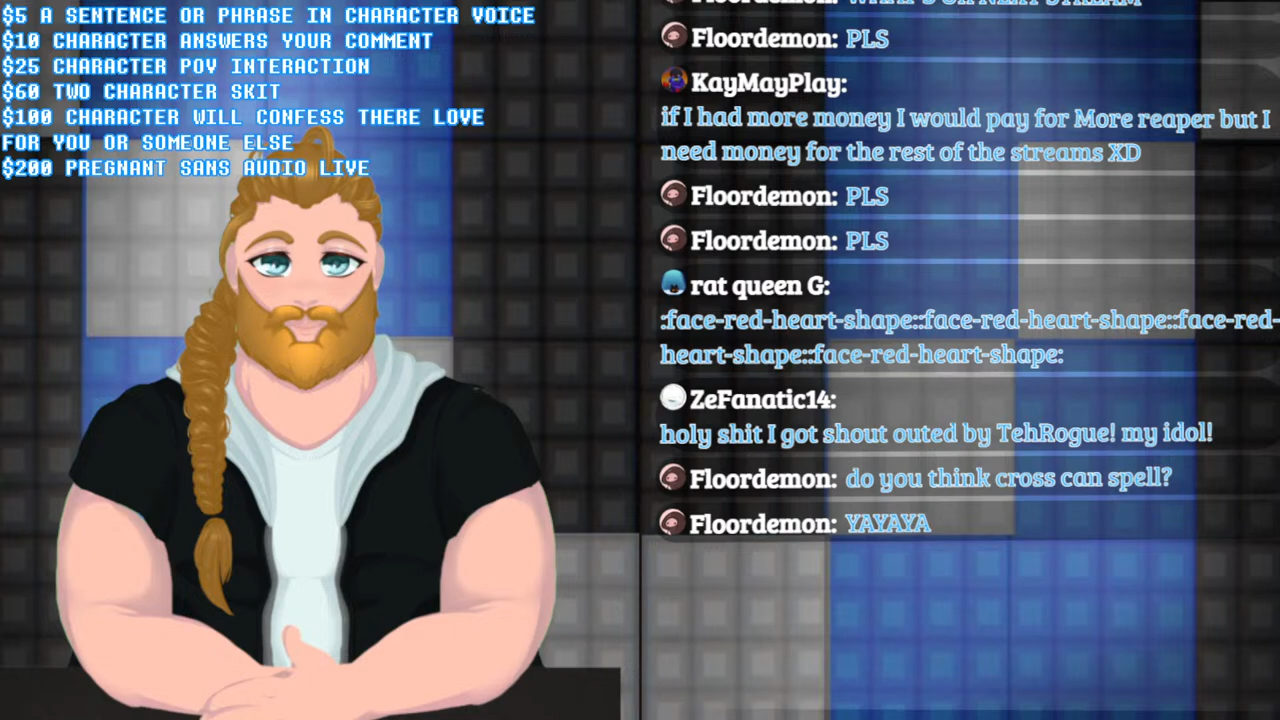 $5 A SENTENCE OR PHRASE IN CHARACTER VOICE
$10 CHARACTER ANSWERS YOUR COMMENT
$25 CHARACTER POV INTERACTION
$60 TWO CHARACTER SKIT
$100 CHARACTER WILL CONFESS THERE LOVE
FOR YOU OR SOMEONE ELSE
$200 PREGNANT SANS AUDIO LIVE
Floordemon:
Floordemon: PLS
KayMayPlay:
if I had more money I would pay for More reaper but I
need money for the rest of the streams XD
Floordemon: PLS
Floordemon: PLS
rat queen G:
:face-red-heart-shape::face-red-heart-shape::face-red-
heart-shape::face-red-heart-shape:
ZeFanatic14:
holy shit I got shout outed by TehRogue! my idol!
Floordemon: do you think cross can spell?
Floordemon: YAYAYA